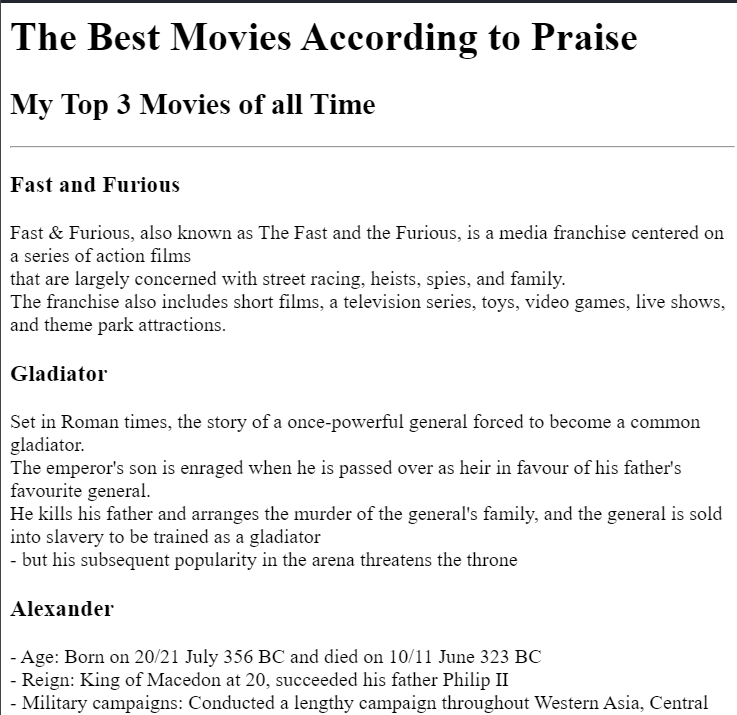 The Best Movies According to Praise
My Top 3 Movies of all Time
Fast and Furious
Fast & Furious, also known as The Fast and the Furious, is a media franchise centered on
a series of action films
that are largely concerned with street racing, heists, spies, and family.
The franchise also includes short films, a television series, toys, video games, live shows,
and theme park attractions.
Gladiator
Set in Roman times, the story of a once-powerful general forced to become a common
gladiator.
The emperor's son is enraged when he is passed over as heir in favour of his father's
favourite general.
He kills his father and arranges the murder of the general's family, and the general is sold
into slavery to be trained as a gladiator
- but his subsequent popularity in the arena threatens the throne
Alexander
- Age: Born on 20/21 July 356 BC and died on 10/11 June 323 BC
- Reign: King of Macedon at 20, succeeded his father Philip II
- Military campaigns: Conducted a lengthy campaign throughout Western Asia, Central